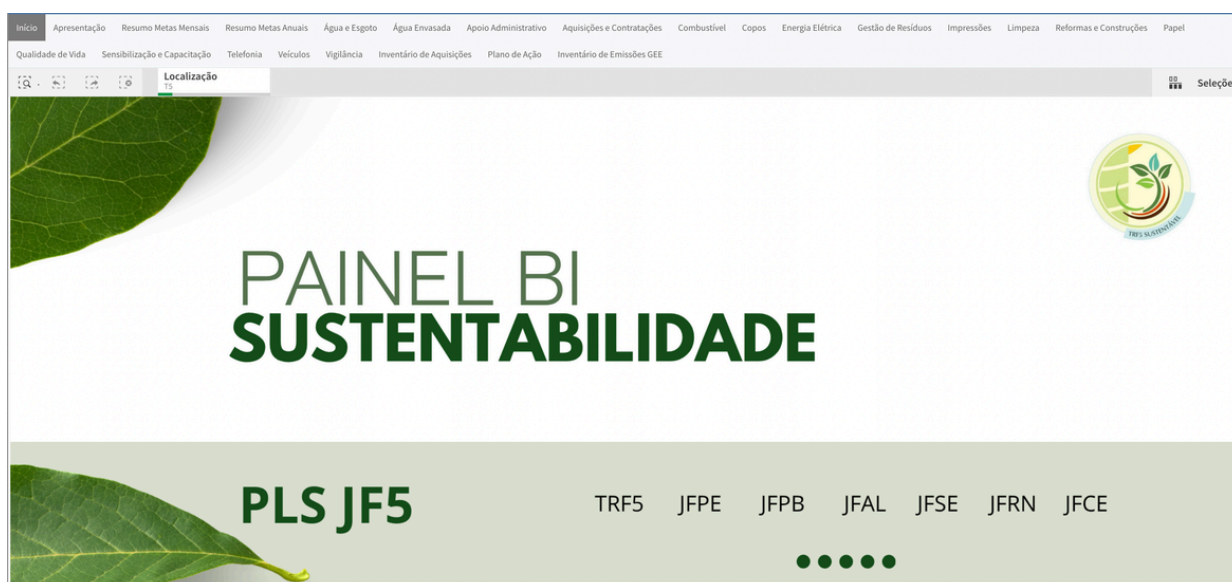 Início Apresentação Resumo Metas Mensais Resumo Metas Anuais Água e Esgoto Água Envasada Apoio Administrativo Aquisições e Contratações Combustível Copos Energia Elétrica Gestão de Resíduos Impressões Limpeza Reformas e Construções Papel
Qualidade de Vida Sensibilização e Capacitação Telefonia Veículos Vigilância Inventário de Aquisições Plano de Ação Inventário de Emissões GEE
Localização
T5
Seleçõe
TRF5 SUSTENTÁVEL
PAINEL BI
SUSTENTABILIDADE
PLS JF5
TRF5 JFPE JFPB JFAL JFSE JFRN JFCE